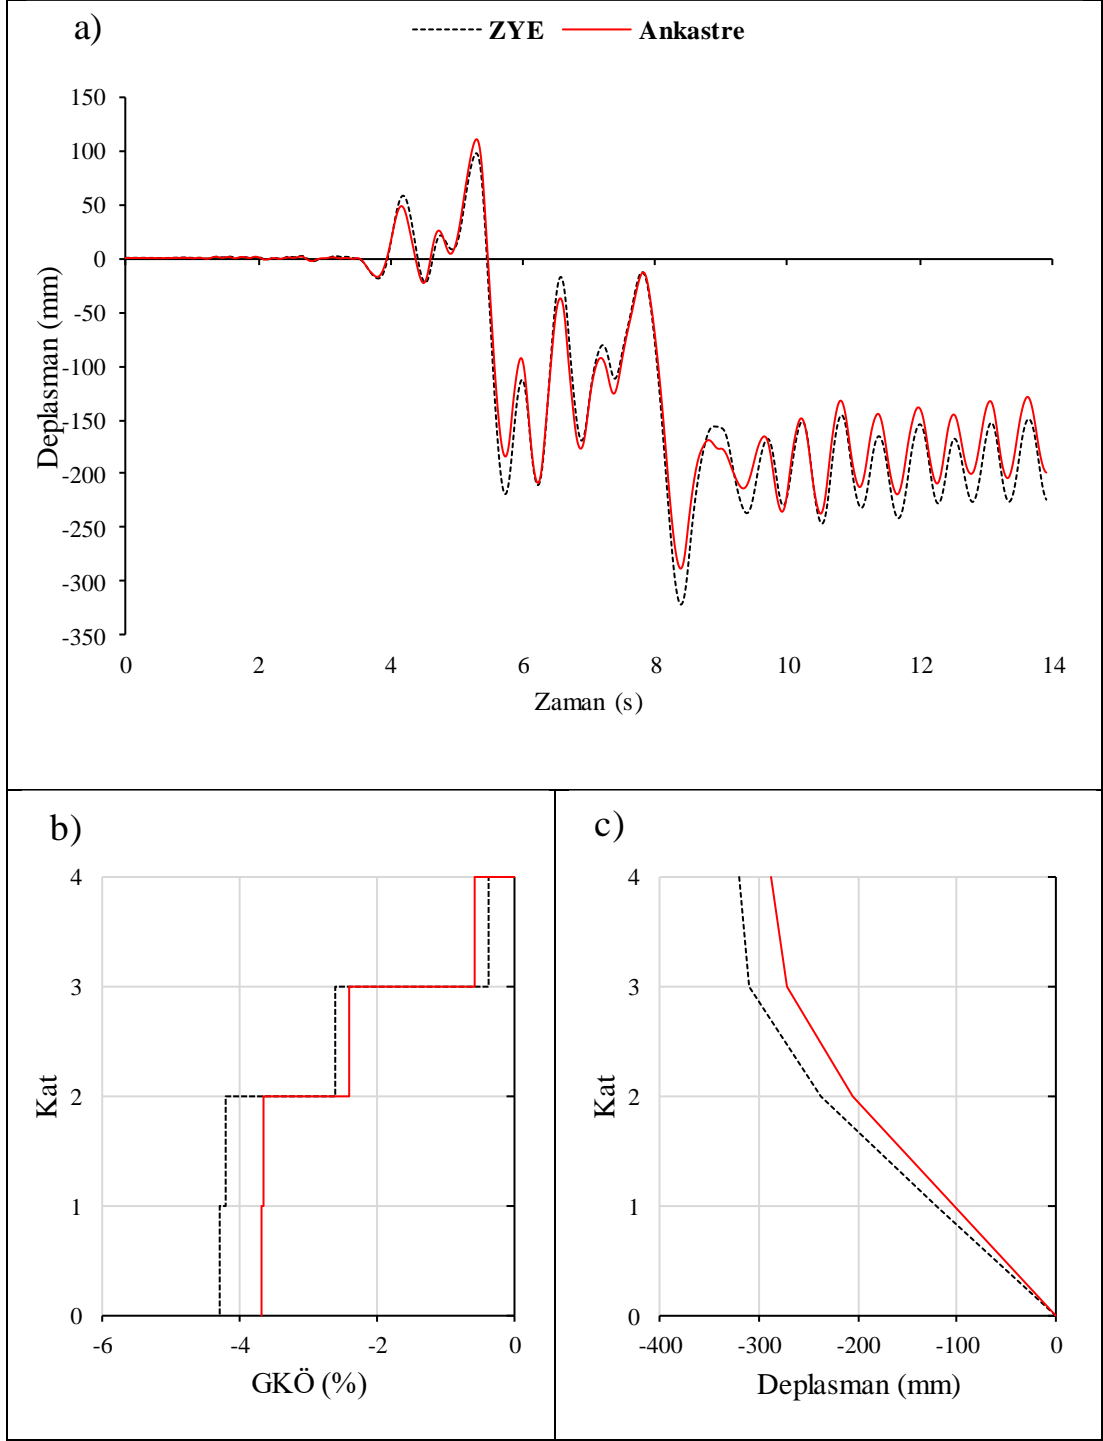 a)
ZYE Ankastre
150
100
50
0
-50
-100
-150
-200
-250
-300
-350
Deplasman (mm)
0 2 4 6 8 10 12 14
Zaman (s)
b)
4
3
2
1
0
Kat
-6 -4 -2 0
GKÖ (%)
c)
4
3
2
1
0
Kat
-400 -300 -200 -100 0
Deplasman (mm)